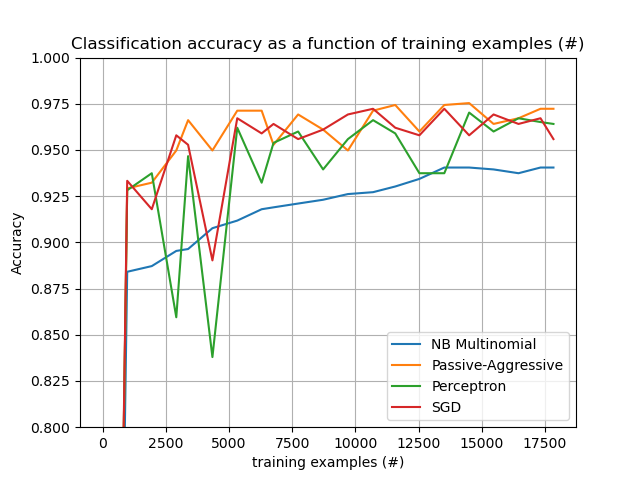 Classification accuracy as a function of training examples (#)
1.000
0.975
0.950
0.925
0.900
0.875
0.850
0.825
0.800
Accuracy
NB Multinomial
Passive-Aggressive
Perceptron
SGD
0 2500 5000 7500 10000 12500 15000 17500
training examples (#)